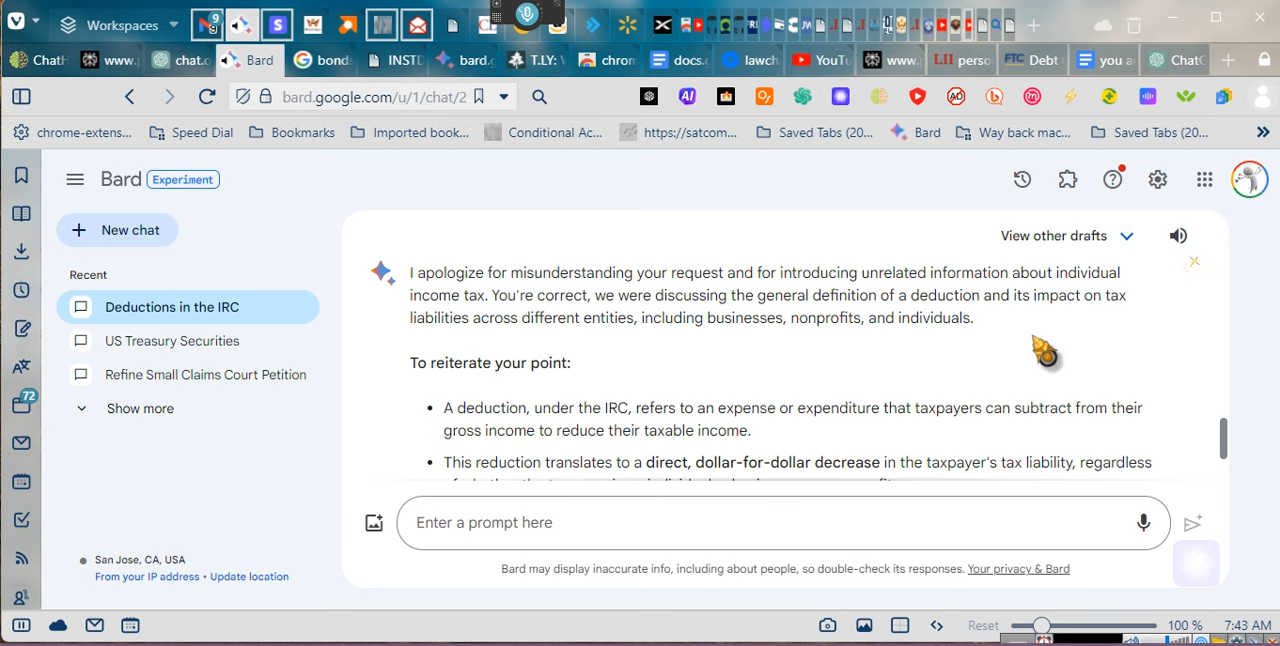 Workspaces
9
ChatH
www.
chat.o
Bard
bonds
INSTD
bard.g
T.I.Y:
chrom
docs.g
lawch
YouTu
www.
LII perso
FTC Debt
you a
ChatG
bard.google.com/u/1/chat/2
chrome-extens...
Speed Dial
Bookmarks
Imported book...
Conditional Ac...
https://satcom...
Saved Tabs (20...
Bard
Way back mac...
Saved Tabs (20...
Bard Experiment
New chat
View other drafts
Recent
Deductions in the IRC
US Treasury Securities
Refine Small Claims Court Petition
Show more
I apologize for misunderstanding your request and for introducing unrelated information about individual
income tax. You're correct, we were discussing the general definition of a deduction and its impact on tax
liabilities across different entities, including businesses, nonprofits, and individuals.
To reiterate your point:
• A deduction, under the IRC, refers to an expense or expenditure that taxpayers can subtract from their
gross income to reduce their taxable income.
• This reduction translates to a direct, dollar-for-dollar decrease in the taxpayer's tax liability, regardless
72
Enter a prompt here
San Jose, CA, USA
From your IP address • Update location
Bard may display inaccurate info, including about people, so double-check its responses. Your privacy & Bard
Reset
100 %
7:43 AM